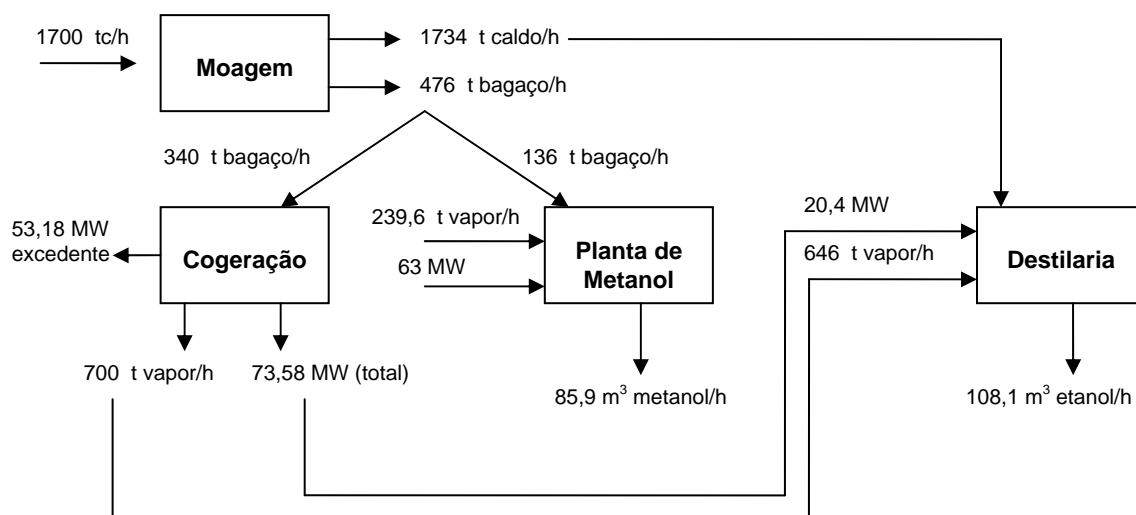 1700 tc/h
Moagem
1734 t caldo/h
476 t bagaço/h
340 t bagaço/h
136 t bagaço/h
53,18 MW
excedente
Cogeração
239,6 t vapor/h
63 MW
Planta de
Metanol
20,4 MW
646 t vapor/h
Destilaria
700 t vapor/h
73,58 MW (total)
85,9 m³ metanol/h
108,1 m³ etanol/h